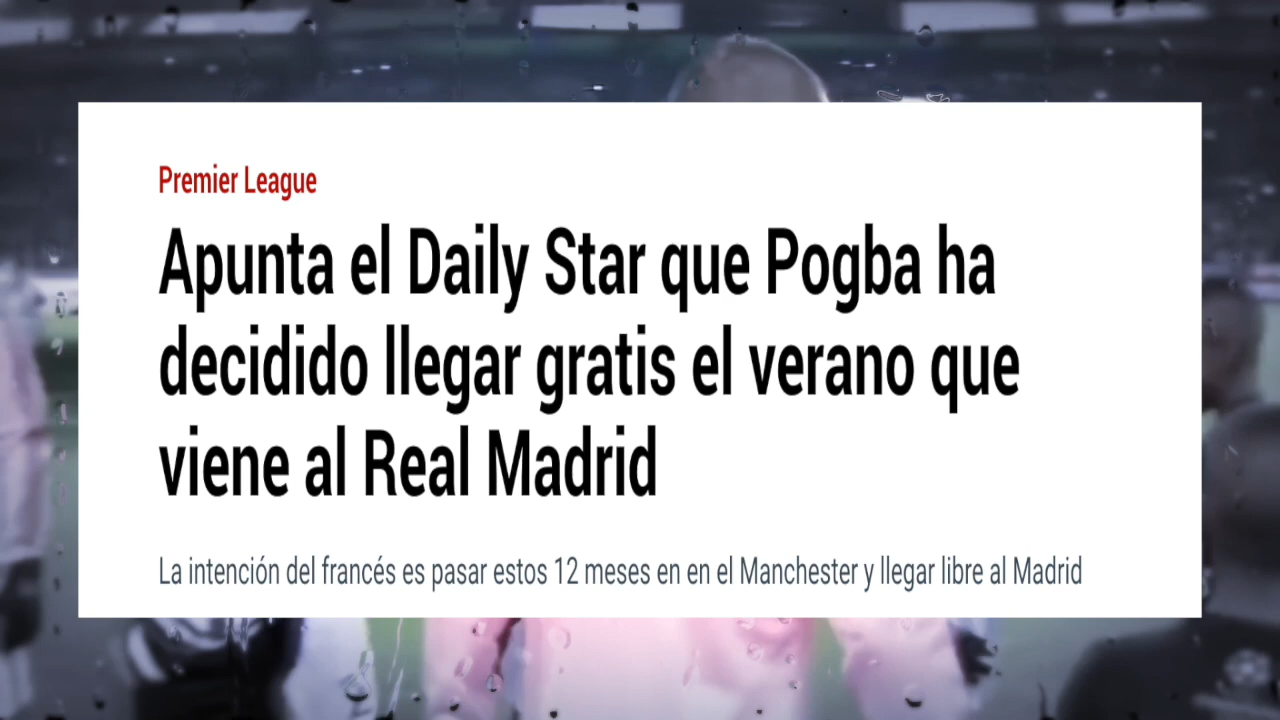 Premier League
Apunta el Daily Star que Pogba ha
decidido llegar gratis el verano que
viene al Real Madrid
La intención del francés es pasar estos 12 meses en en el Manchester y llegar libre al Madrid